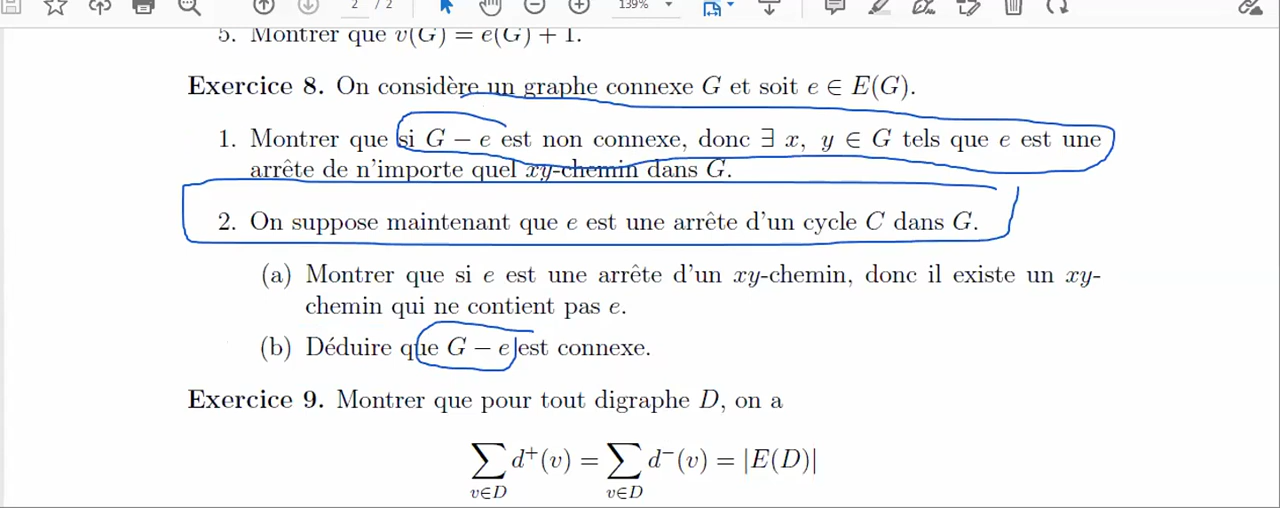 2 / 2
139%
5. Montrer que v(G) = e(G) + 1.
Exercice 8. On considère un graphe connexe G et soit e ∈ E(G).
1. Montrer que si G − e est non connexe, donc ∃ x, y ∈ G tels que e est une
arrête de n'importe quel xy-chemin dans G.
2. On suppose maintenant que e est une arrête d'un cycle C dans G.
(a) Montrer que si e est une arrête d'un xy-chemin, donc il existe un xy-
chemin qui ne contient pas e.
(b) Déduire que G − e est connexe.
Exercice 9. Montrer que pour tout digraphe D, on a
∑ d⁺(v) = ∑ d⁻(v) = |E(D)|
v∈D v∈D